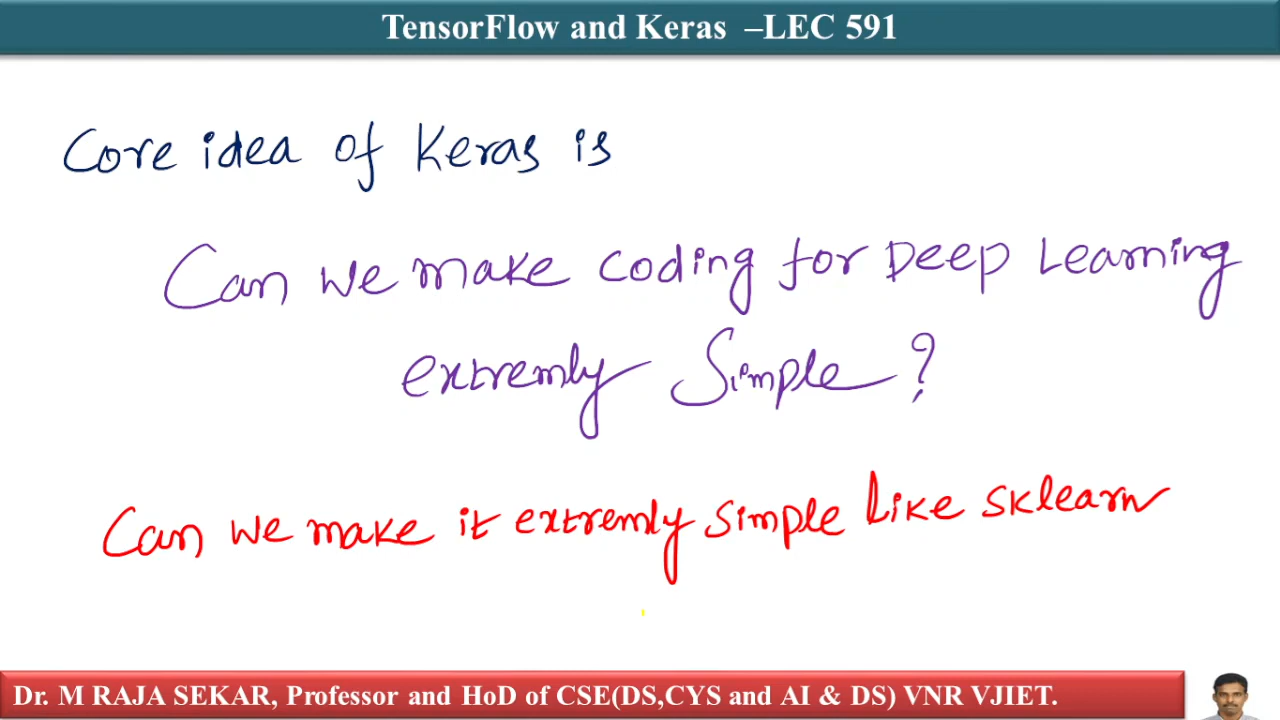 TensorFlow and Keras –LEC 591
Core idea of Keras is
Can we make coding for Deep Learning
extremly Simple ?
Can we make it extremly simple like sklearn
Dr. M RAJA SEKAR, Professor and HoD of CSE(DS,CYS and AI & DS) VNR VJIET.